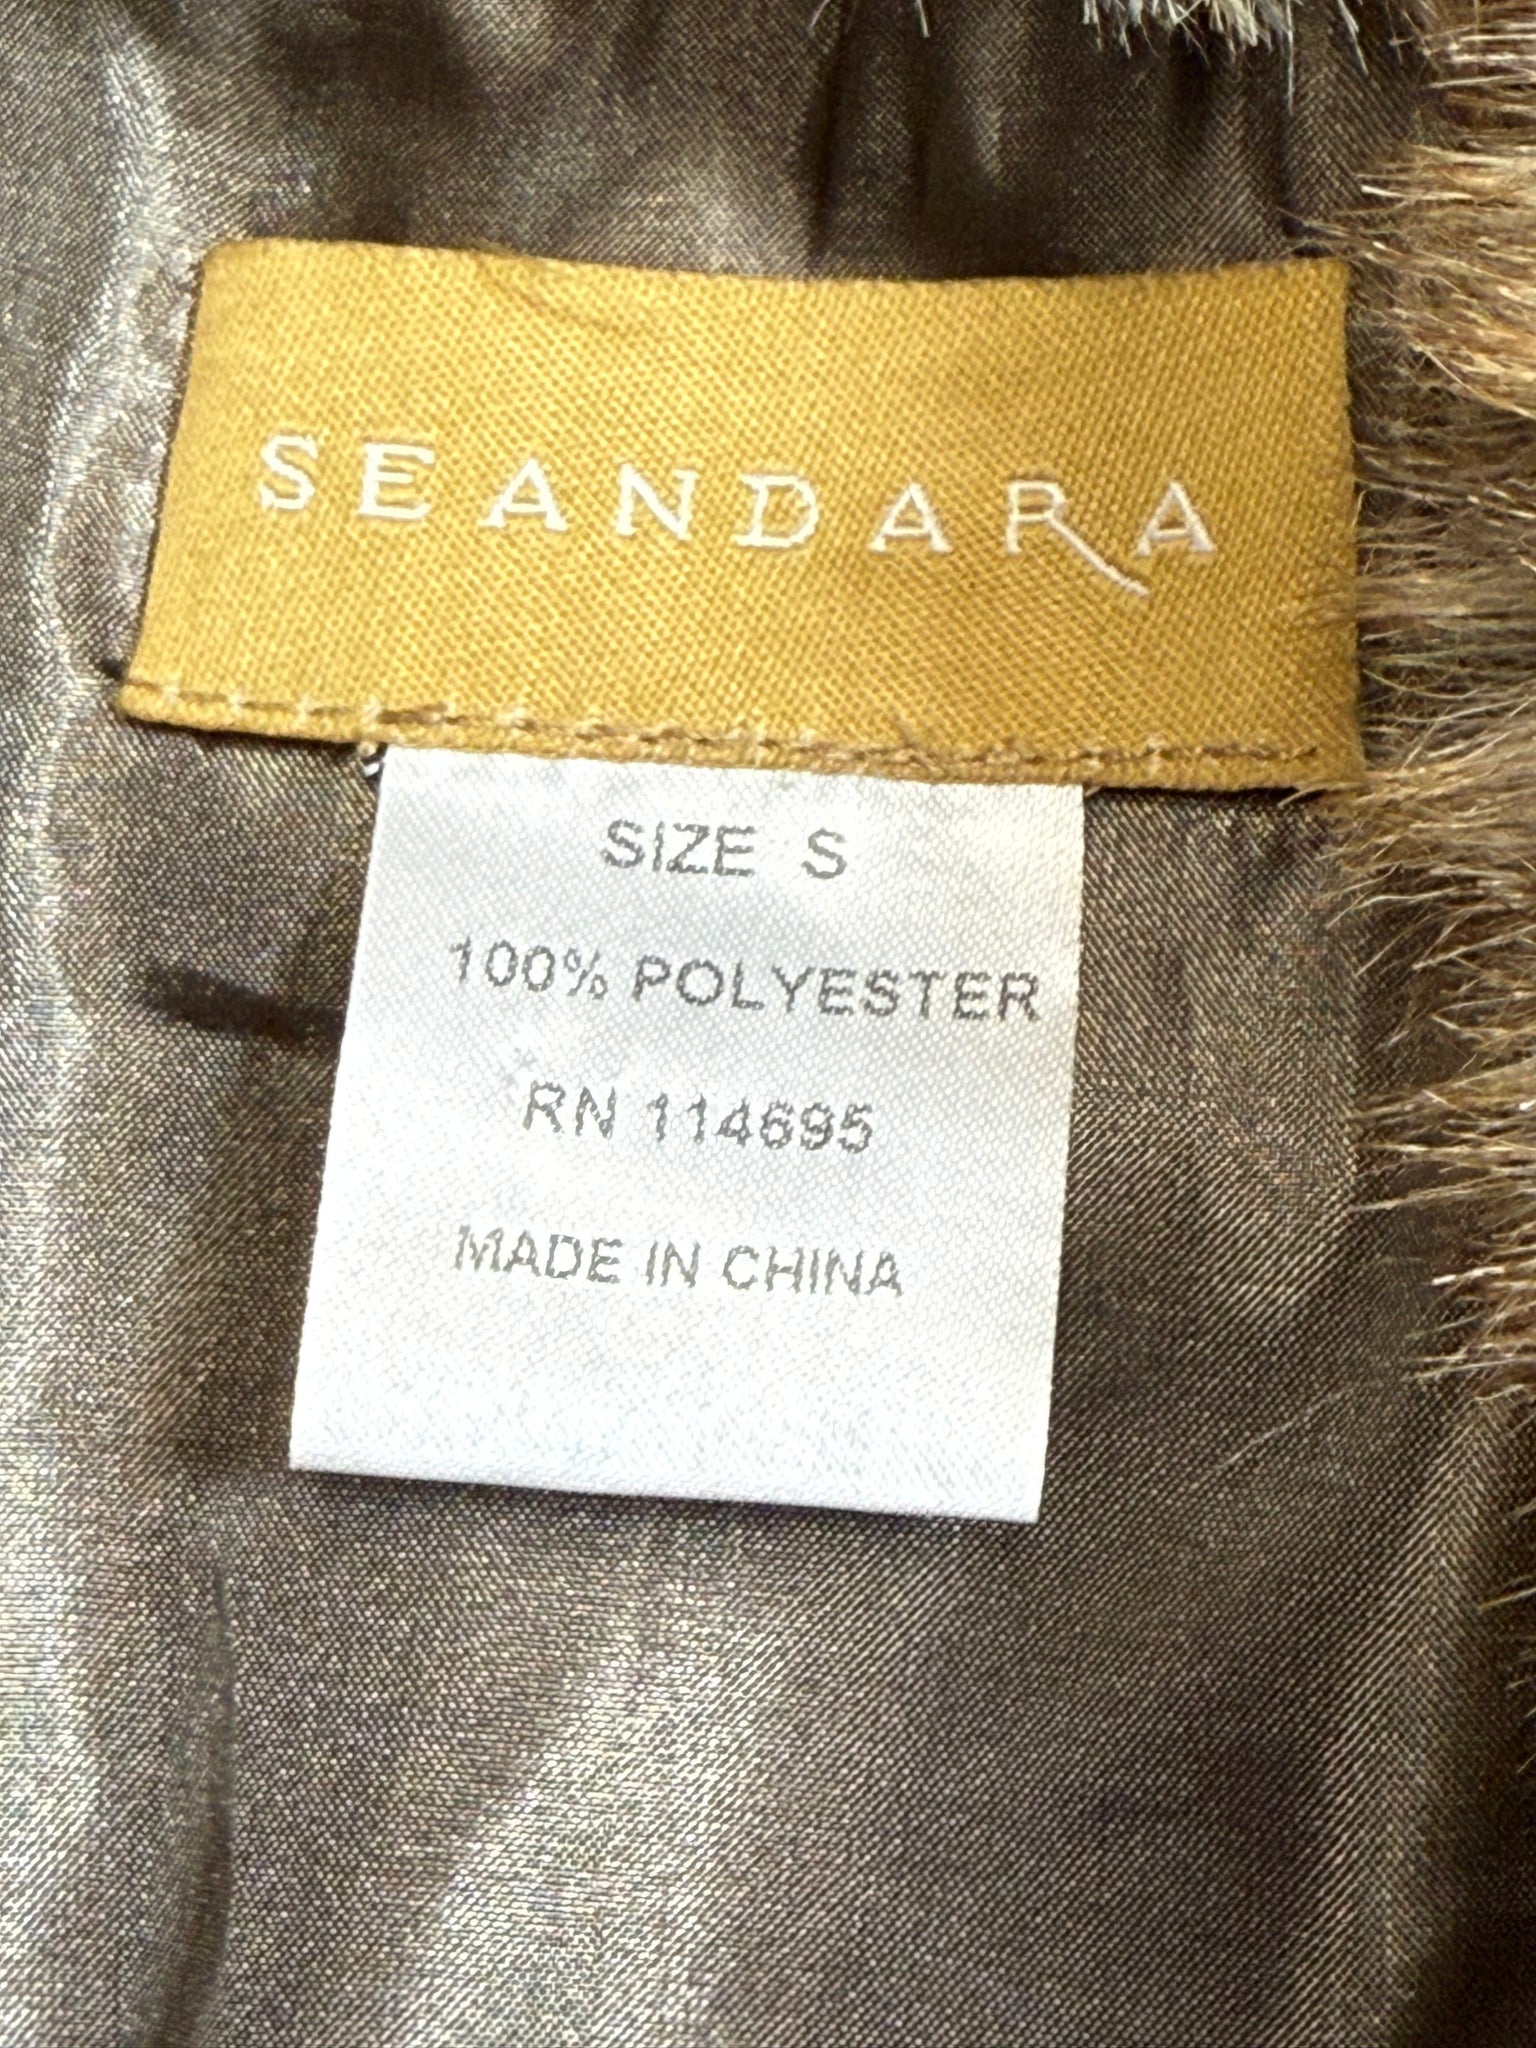 SEANDARA
SIZE S
100% POLYESTER
RN 114695
MADE IN CHINA